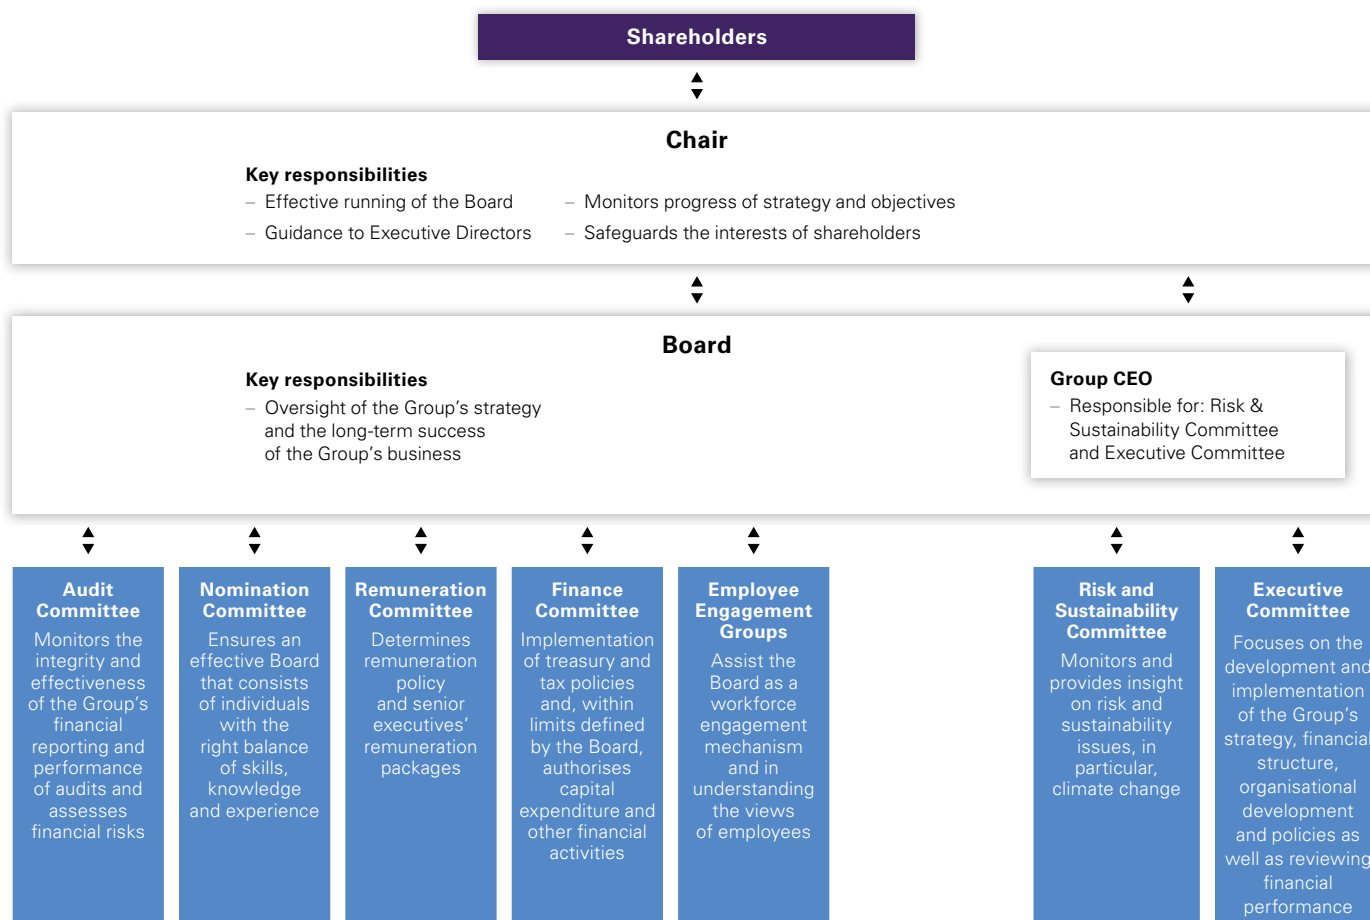 Shareholders
Chair
Key responsibilities
– Effective running of the Board
– Guidance to Executive Directors
– Monitors progress of strategy and objectives
– Safeguards the interests of shareholders
Board
Key responsibilities
– Oversight of the Group's strategy
and the long-term success
of the Group's business
Group CEO
– Responsible for: Risk &
Sustainability Committee
and Executive Committee
Audit
Committee
Monitors the
integrity and
effectiveness
of the Group's
financial
reporting and
performance
of audits and
assesses
financial risks
Nomination
Committee
Ensures an
effective Board
that consists
of individuals
with the
right balance
of skills,
knowledge
and experience
Remuneration
Committee
Determines
remuneration
policy
and senior
executives'
remuneration
packages
Finance
Committee
Implementation
of treasury and
tax policies
and, within
limits defined
by the Board,
authorises
capital
expenditure and
other financial
activities
Employee
Engagement
Groups
Assist the
Board as a
workforce
engagement
mechanism
and in
understanding
the views
of employees
Risk and
Sustainability
Committee
Monitors and
provides insight
on risk and
sustainability
issues, in
particular,
climate change
Executive
Committee
Focuses on the
development and
implementation
of the Group's
strategy, financial
structure,
organisational
development
and policies as
well as reviewing
financial
performance